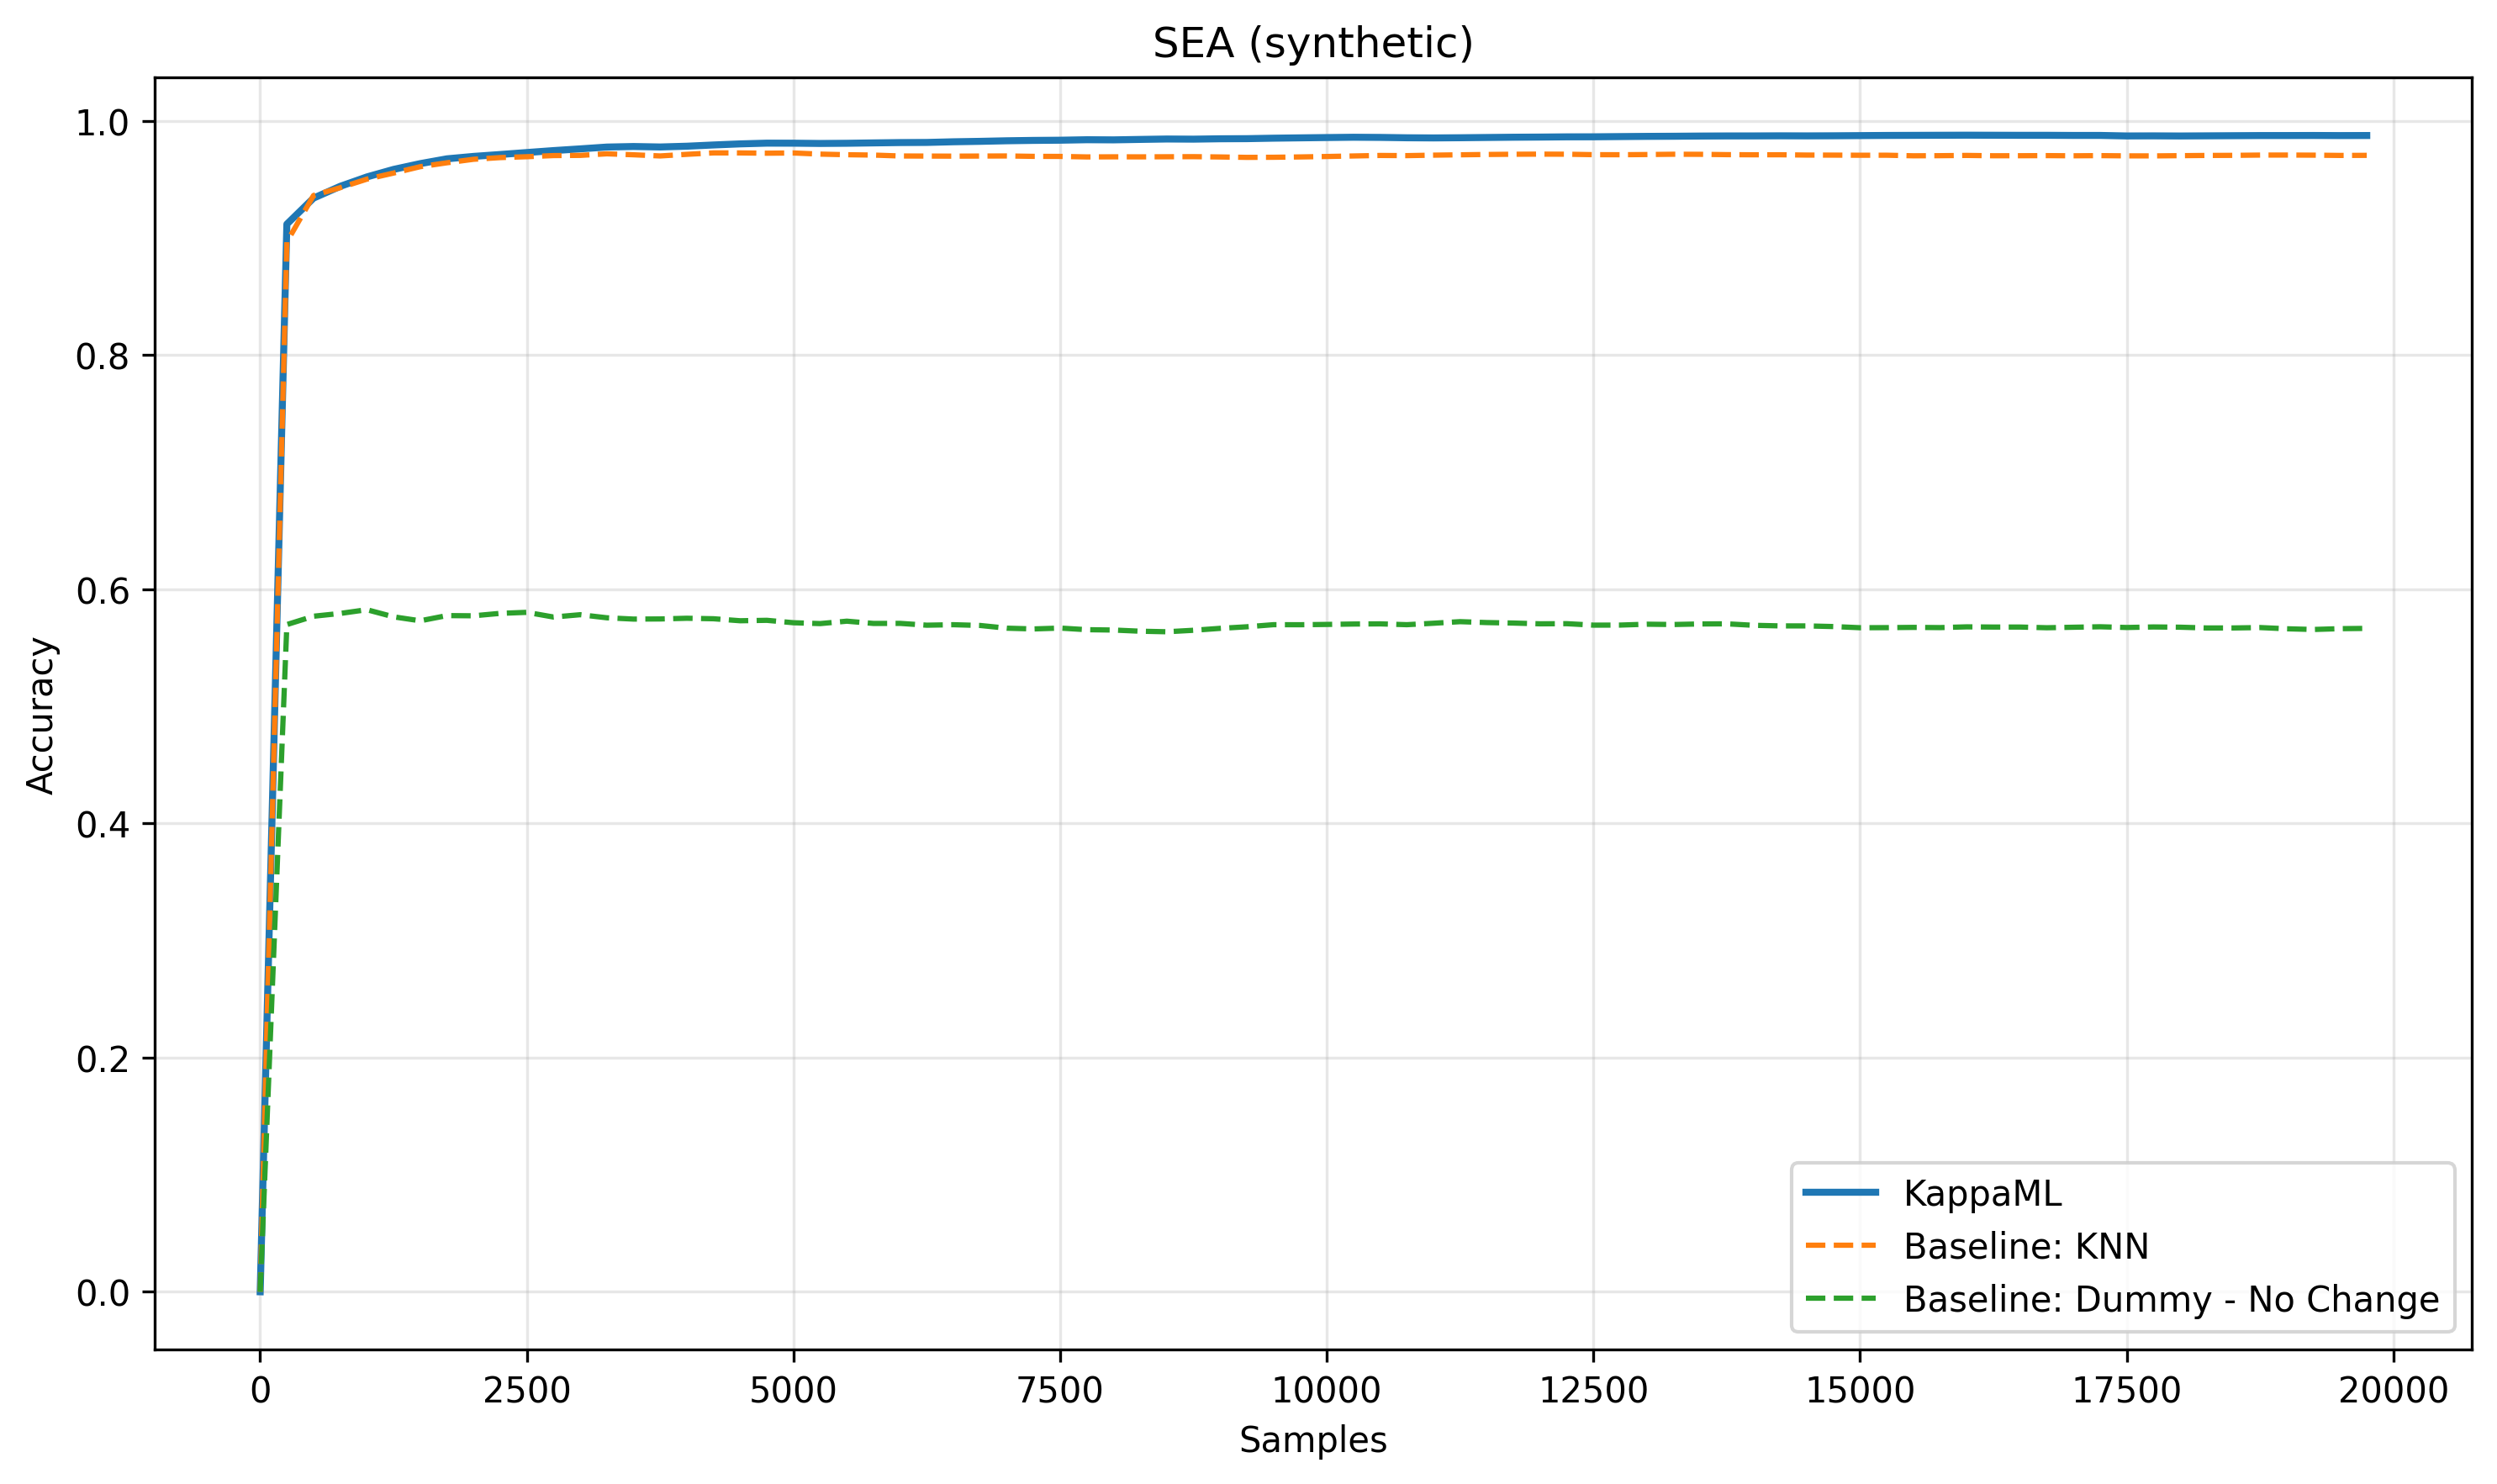 SEA (synthetic)
1.0
0.8
0.6
0.4
0.2
0.0
Accuracy
0 2500 5000 7500 10000 12500 15000 17500 20000
Samples
KappaML
Baseline: KNN
Baseline: Dummy - No Change